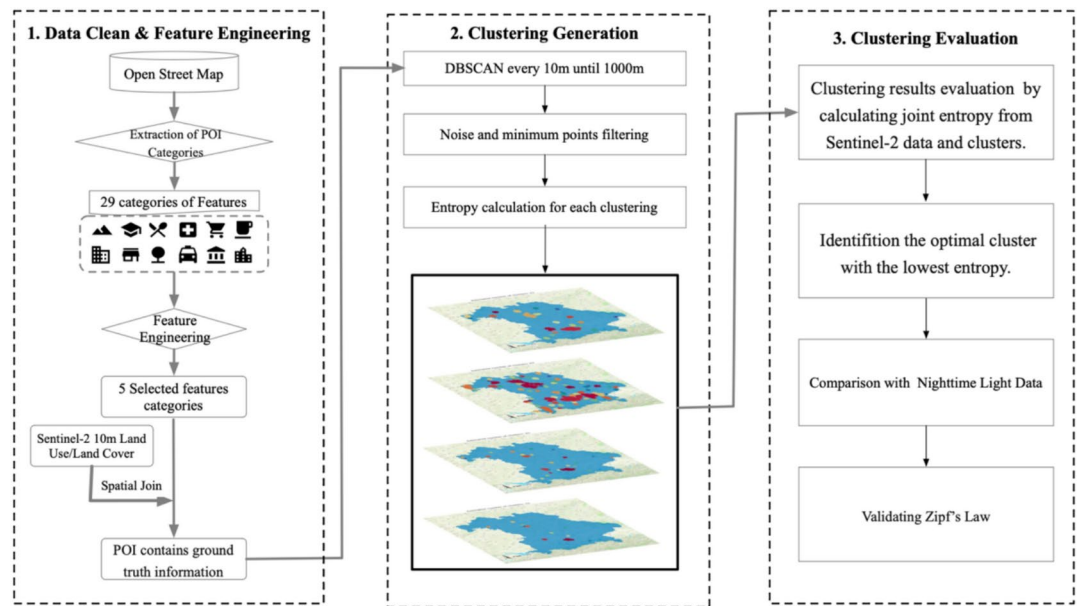 1. Data Clean & Feature Engineering
Open Street Map
Extraction of POI
Categories
29 categories of Features
Feature
Engineering
5 Selected features
categories
Sentinel-2 10m Land
Use/Land Cover
Spatial Join
POI contains ground
truth information
2. Clustering Generation
DBSCAN every 10m until 1000m
Noise and minimum points filtering
Entropy calculation for each clustering
3. Clustering Evaluation
Clustering results evaluation by
calculating joint entropy from
Sentinel-2 data and clusters.
Identifition the optimal cluster
with the lowest entropy.
Comparison with Nighttime Light Data
Validating Zipf's Law